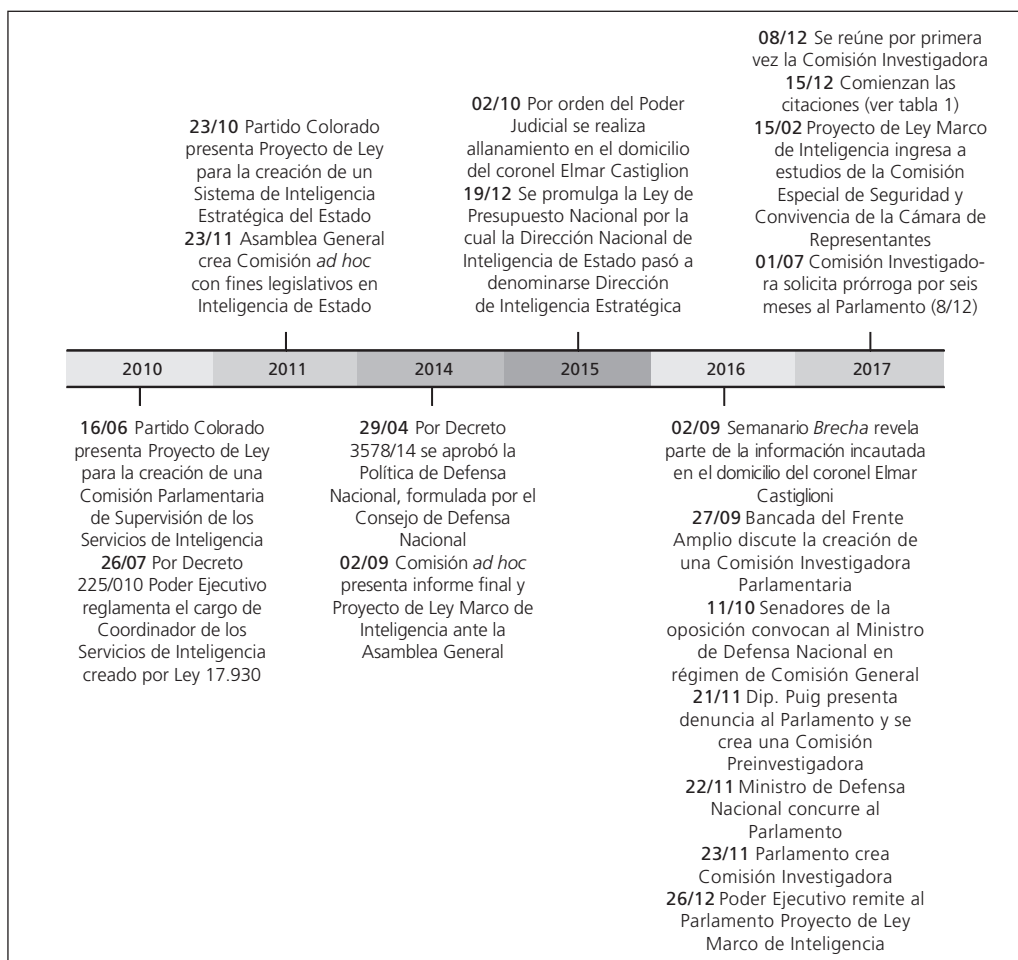 23/10 Partido Colorado
presenta Proyecto de Ley
para la creación de un
Sistema de Inteligencia
Estratégica del Estado
23/11 Asamblea General
crea Comisión ad hoc
con fines legislativos en
Inteligencia de Estado
02/10 Por orden del Poder
Judicial se realiza
allanamiento en el domicilio
del coronel Elmar Castiglion
19/12 Se promulga la Ley de
Presupuesto Nacional por la
cual la Dirección Nacional de
Inteligencia de Estado pasó a
denominarse Dirección
de Inteligencia Estratégica
08/12 Se reúne por primera
vez la Comisión Investigadora
15/12 Comienzan las
citaciones (ver tabla 1)
15/02 Proyecto de Ley Marco
de Inteligencia ingresa a
estudios de la Comisión
Especial de Seguridad y
Convivencia de la Cámara de
Representantes
01/07 Comisión Investigado-
ra solicita prórroga por seis
meses al Parlamento (8/12)
2010 2011 2014 2015 2016 2017
16/06 Partido Colorado
presenta Proyecto de Ley
para la creación de una
Comisión Parlamentaria
de Supervisión de los
Servicios de Inteligencia
26/07 Por Decreto
225/010 Poder Ejecutivo
reglamenta el cargo de
Coordinador de los
Servicios de Inteligencia
creado por Ley 17.930
29/04 Por Decreto
3578/14 se aprobó la
Política de Defensa
Nacional, formulada por el
Consejo de Defensa
Nacional
02/09 Comisión ad hoc
presenta informe final y
Proyecto de Ley Marco de
Inteligencia ante la
Asamblea General
02/09 Semanario Brecha revela
parte de la información incautada
en el domicilio del coronel Elmar
Castiglioni
27/09 Bancada del Frente
Amplio discute la creación de
una Comisión Investigadora
Parlamentaria
11/10 Senadores de la
oposición convocan al Ministro
de Defensa Nacional en
régimen de Comisión General
21/11 Dip. Puig presenta
denuncia al Parlamento y se
crea una Comisión
Preinvestigadora
22/11 Ministro de Defensa
Nacional concurre al
Parlamento
23/11 Parlamento crea
Comisión Investigadora
26/12 Poder Ejecutivo remite al
Parlamento Proyecto de Ley
Marco de Inteligencia